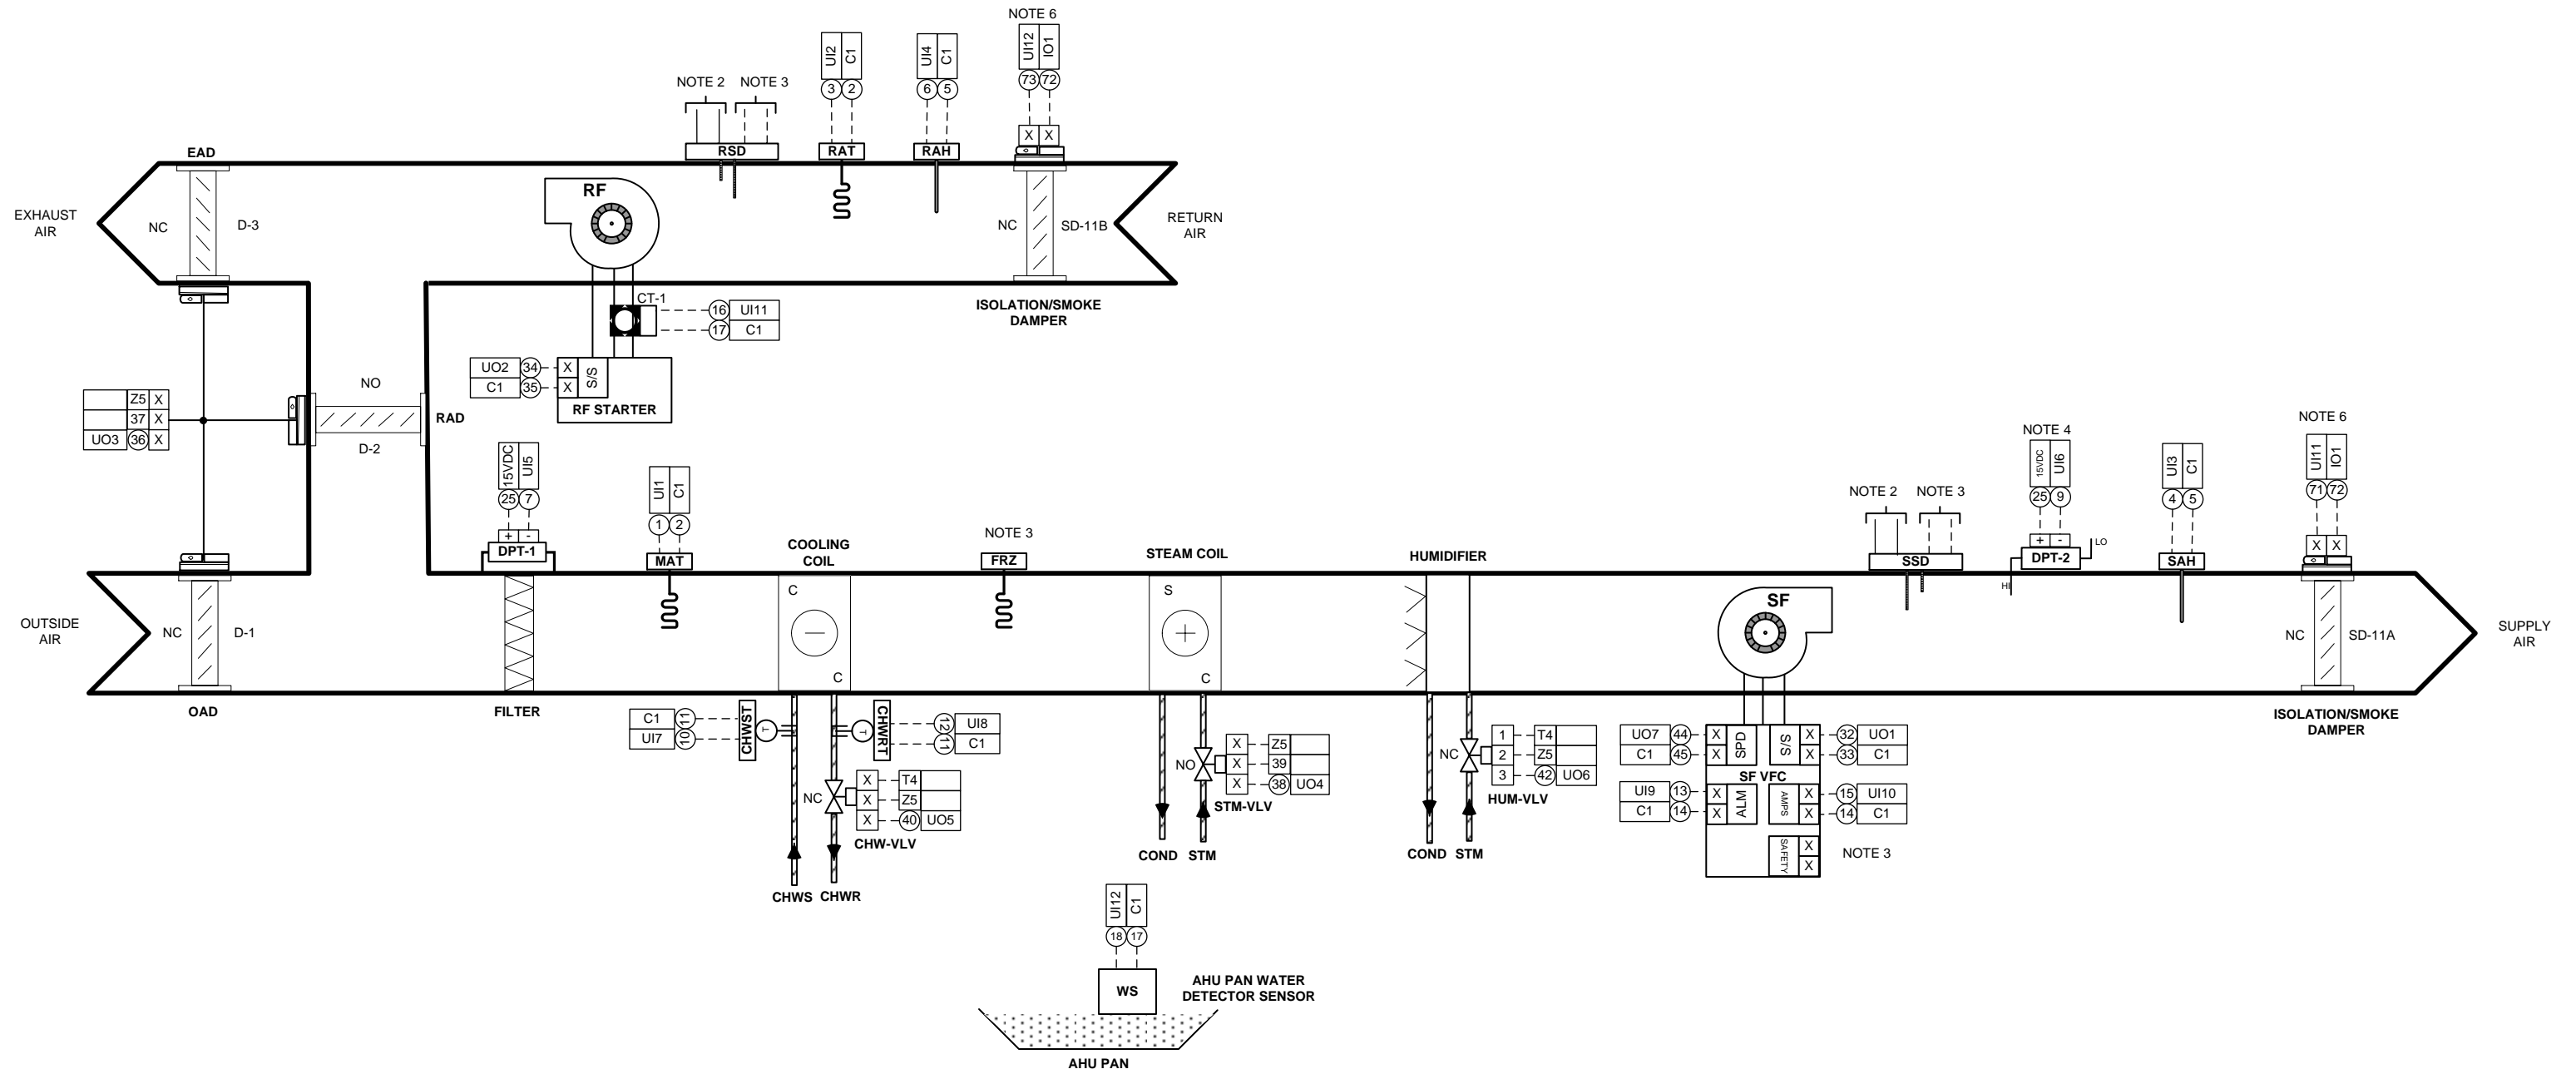 NOTE 6
UI12 IO1
73 72
X X
UI2 C1
3 2
UI4 C1
6 5
NOTE 2 NOTE 3
RSD
RAT
RAH
EAD
EXHAUST
AIR
NC
D-3
RF
NC
SD-11B
RETURN
AIR
ISOLATION/SMOKE
DAMPER
CT-1
16 UI11
17 C1
UO2 34 X
C1 35 X
S/S
RF STARTER
NO
RAD
D-2
Z5 X
37 X
UO3 36 X
15VDC UI5
25 7
+ -
DPT-1
UI1 C1
1 2
MAT
COOLING
COIL
NOTE 3
FRZ
STEAM COIL
HUMIDIFIER
NOTE 2 NOTE 3
SSD
NOTE 4
15VDC UI6
25 9
+ -
DPT-2
LO
HI
UI3 C1
4 5
SAH
NOTE 6
UI11 IO1
71 72
X X
OUTSIDE
AIR
NC
D-1
OAD
FILTER
C
C
S
C
SF
NC
SD-11A
SUPPLY
AIR
ISOLATION/SMOKE
DAMPER
C1 11
UI7 10
CHWST
T
T
CHWRT
12 UI8
11 C1
NC
X T4
X Z5
X 40 UO5
CHW-VLV
CHWS CHWR
NO
X Z5
X 39
X 38 UO4
STM-VLV
COND STM
NC
1 T4
2 Z5
3 42 UO6
HUM-VLV
COND STM
UO7 44 X
C1 45 X
SPD
S/S
X 32 UO1
X 33 C1
SF VFC
UI9 13 X
C1 14 X
ALM
AMPS
X 15 UI10
X 14 C1
SAFETY
X
X
NOTE 3
UI12 C1
18 17
WS
AHU PAN WATER
DETECTOR SENSOR
AHU PAN